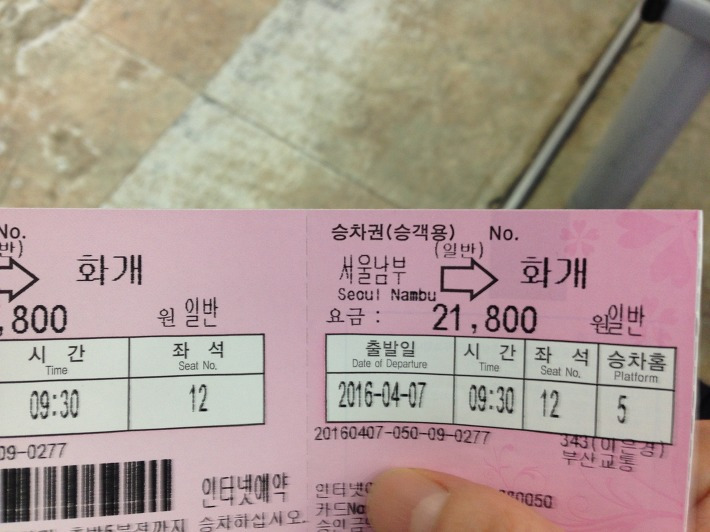 No.
반)
화개
,800 원 일반
시 간 좌 석
Time Seat No.
09:30 12
09-0277
인터넷예약
승차하십시오.
승차권(승객용) No.
(일반)
서울남부 화개
Seoul Nambu
요금 : 21,800 원 일반
출발일 시 간 좌 석 승차홈
Date of Departure Time Seat No. Platform
2016-04-07 09:30 12 5
20160407-050-09-0277
부산교통
카드No